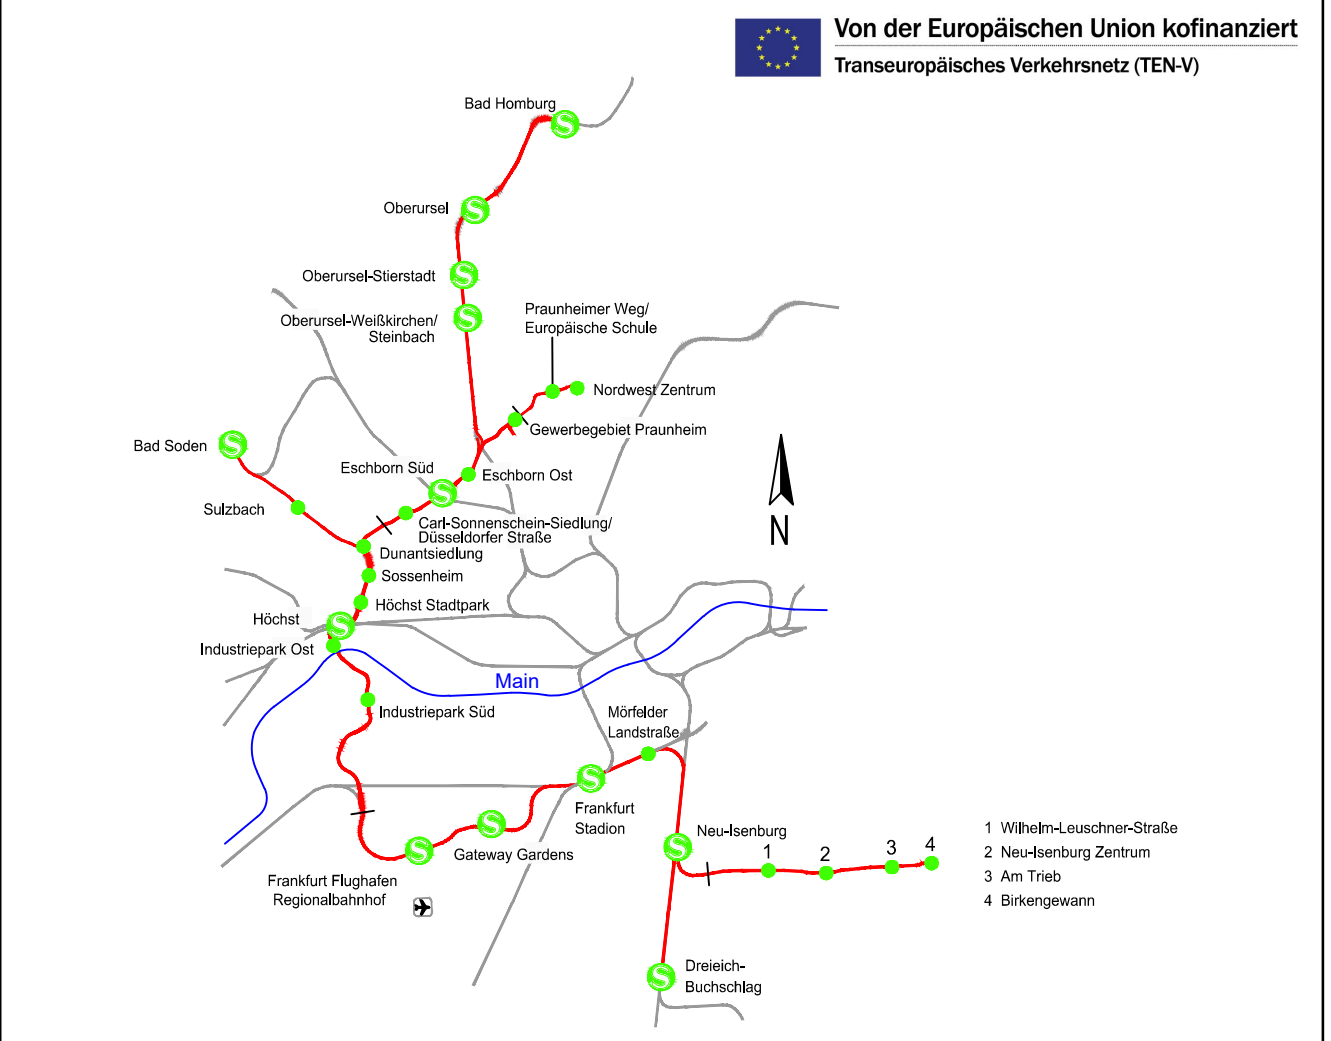 Von der Europäischen Union kofinanziert
Transeuropäisches Verkehrsnetz (TEN-V)
Bad Homburg
Oberursel
Oberursel-Stierstadt
Oberursel-Weißkirchen/
Steinbach
Praunheimer Weg/
Europäische Schule
Nordwest Zentrum
Gewerbegebiet Praunheim
Bad Soden
Eschborn Süd
Eschborn Ost
Sulzbach
Carl-Sonnenschein-Siedlung/
Düsseldorfer Straße
Dunantsiedlung
Sossenheim
Höchst Stadtpark
Höchst
Industriepark Ost
Main
Industriepark Süd
Mörfelder
Landstraße
N
Frankfurt
Stadion
Gateway Gardens
Frankfurt Flughafen
Regionalbahnhof
Neu-Isenburg
1
2
3
4
1 Wilhelm-Leuschner-Straße
2 Neu-Isenburg Zentrum
3 Am Trieb
4 Birkengewann
Dreieich-
Buchschlag
S
S
S
S
S
S
S
S
S
S
S
S